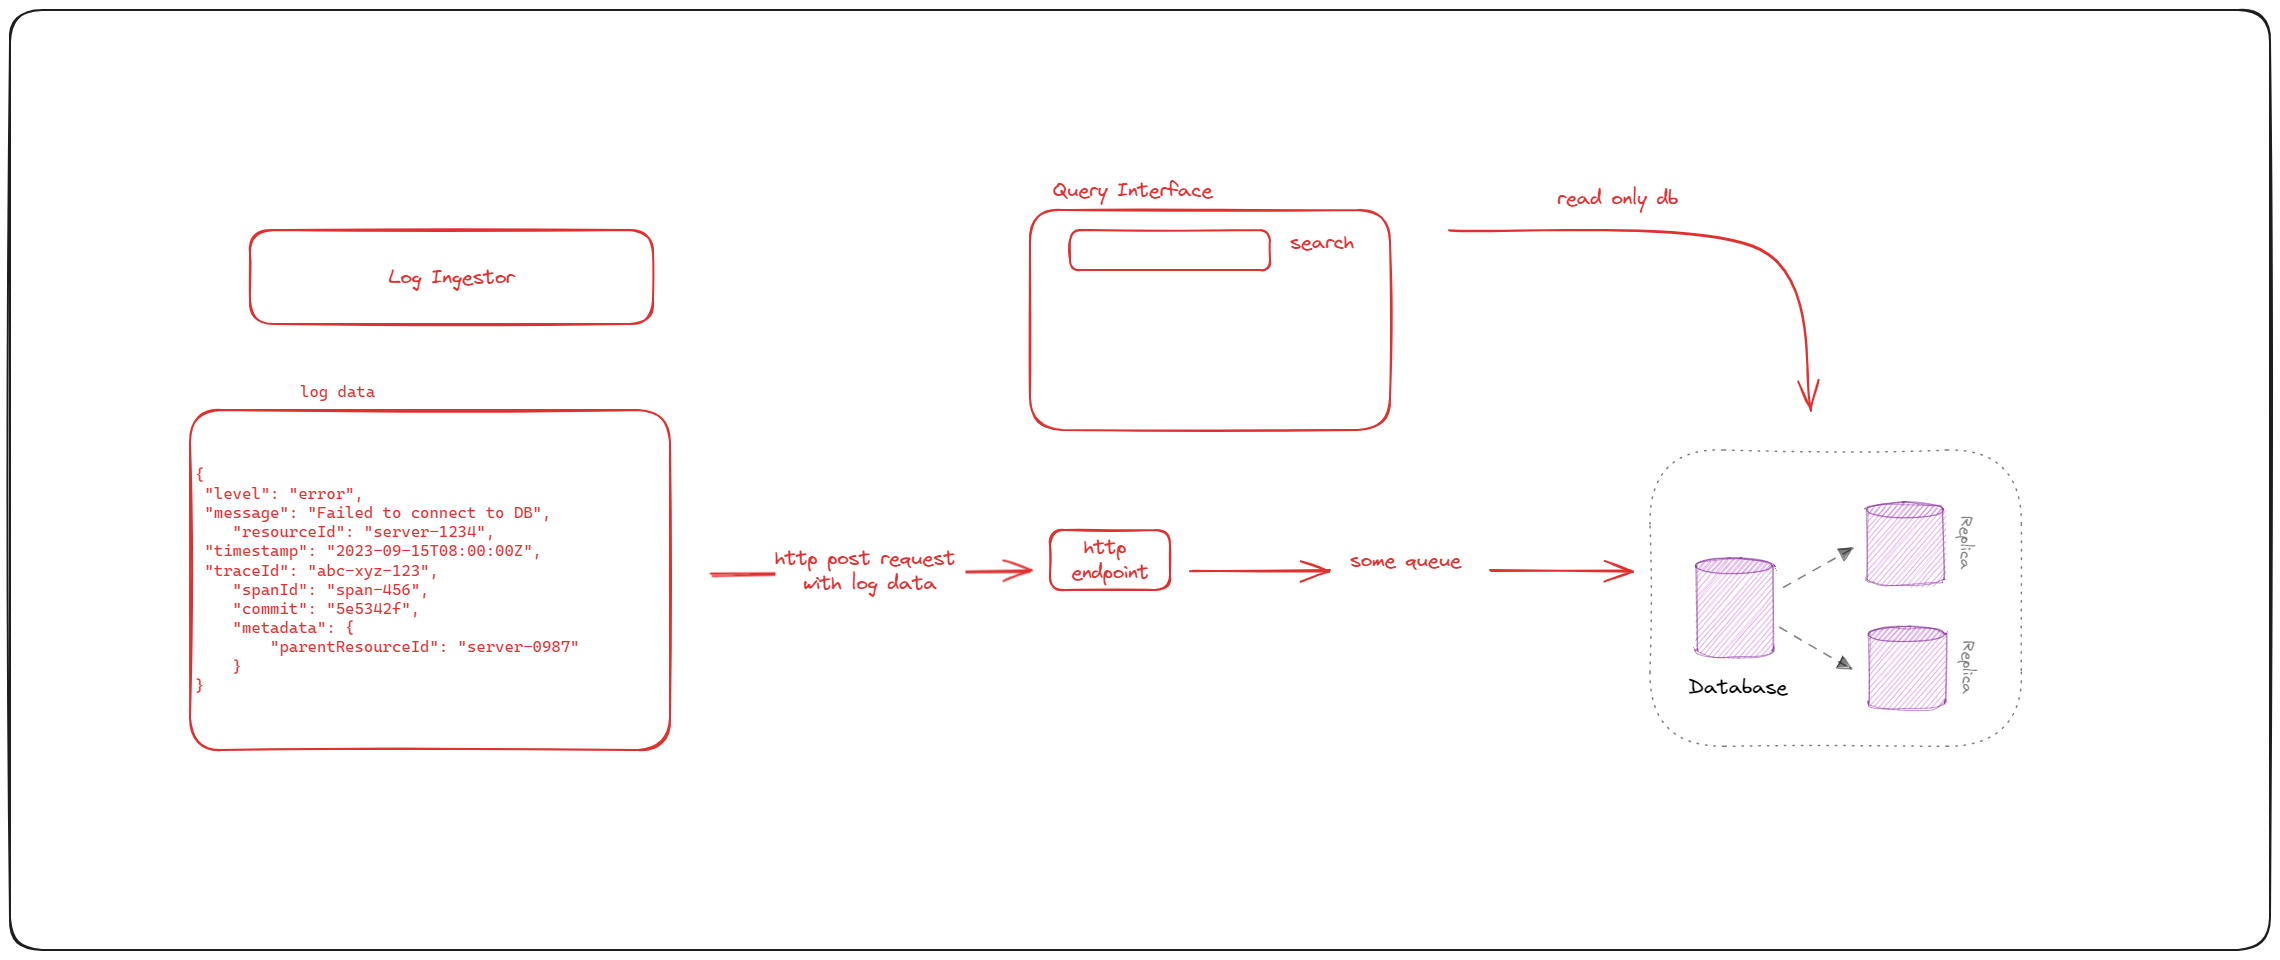 Query Interface
read only db
search
Log Ingestor
log data
{
"level": "error",
"message": "Failed to connect to DB",
"resourceId": "server-1234",
"timestamp": "2023-09-15T08:00:00Z",
"traceId": "abc-xyz-123",
"spanId": "span-456",
"commit": "5e5342f",
"metadata": {
"parentResourceId": "server-0987"
}
}
http post request
with log data
http
endpoint
some queue
Database
Replica
Replica